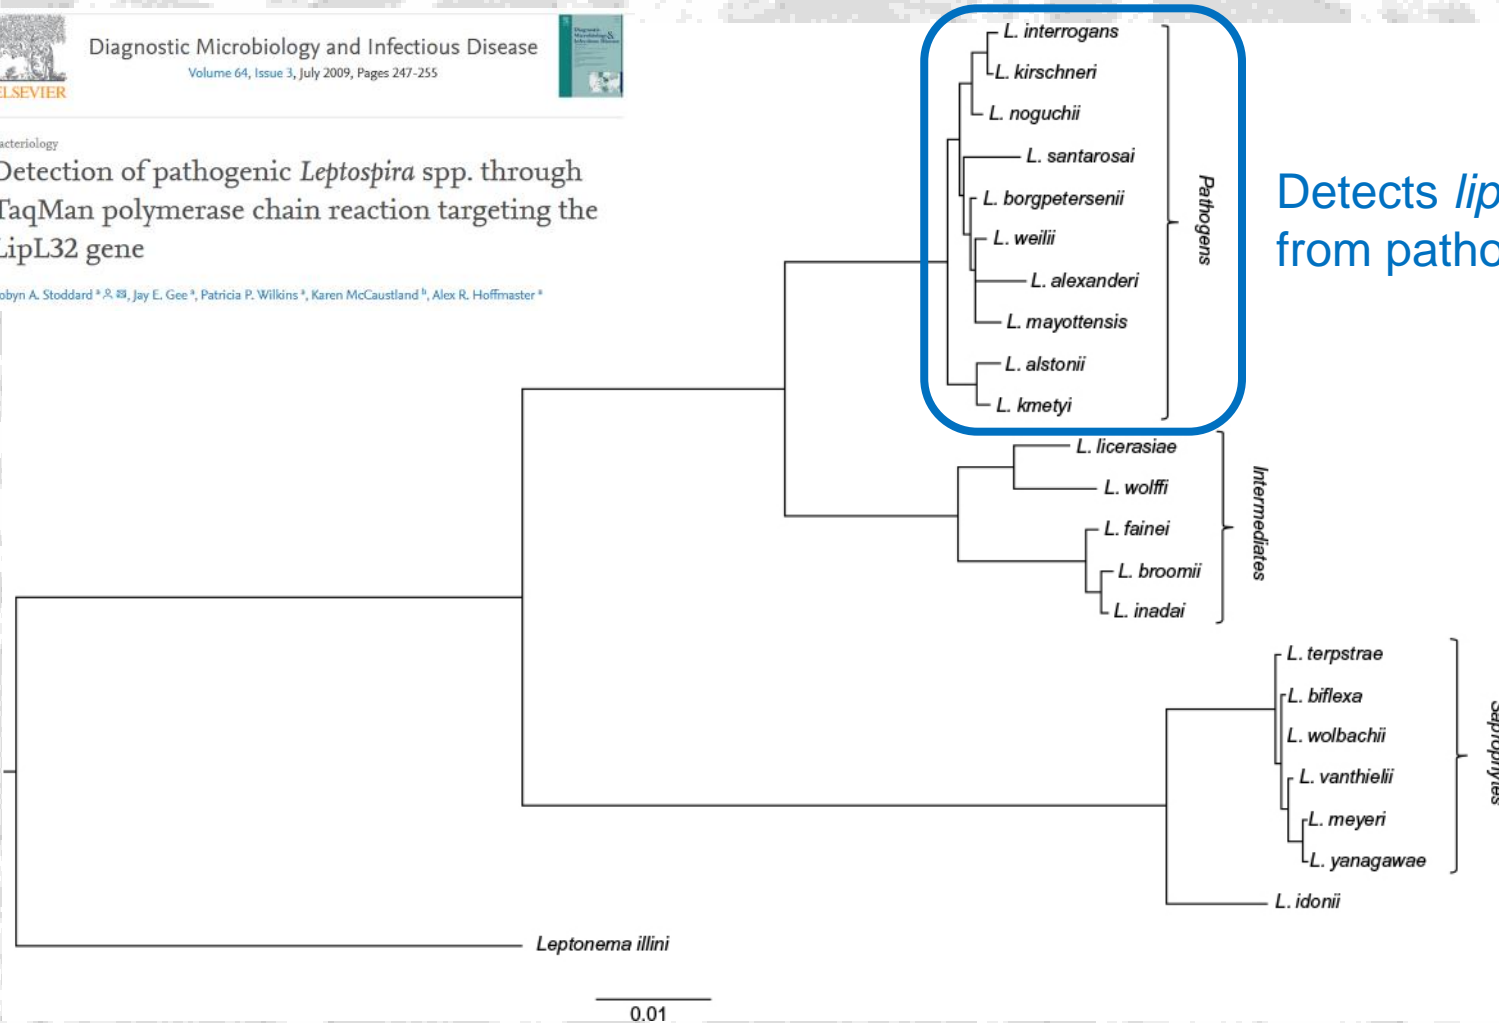 ELSEVIER
Diagnostic Microbiology and Infectious Disease
Volume 64, Issue 3, July 2009, Pages 247-255
acteriology
Detection of pathogenic Leptospira spp. through
TaqMan polymerase chain reaction targeting the
LipL32 gene
obyn A. Stoddard ᵃ, Jay E. Gee ᵃ, Patricia P. Wilkins ᵃ, Karen McCaustland ᵇ, Alex R. Hoffmaster ᵃ
L. interrogans
L. kirschneri
L. noguchii
L. santarosai
L. borgpetersenii
L. weilii
L. alexanderi
L. mayottensis
L. alstonii
L. kmetyi
Pathogens
Detects lip
from patho
L. licerasiae
L. wolffi
L. fainei
L. broomii
L. inadai
Intermediates
L. terpstrae
L. biflexa
L. wolbachii
L. vanthielii
L. meyeri
L. yanagawae
Saprophytes
L. idonii
Leptonema illini
0.01